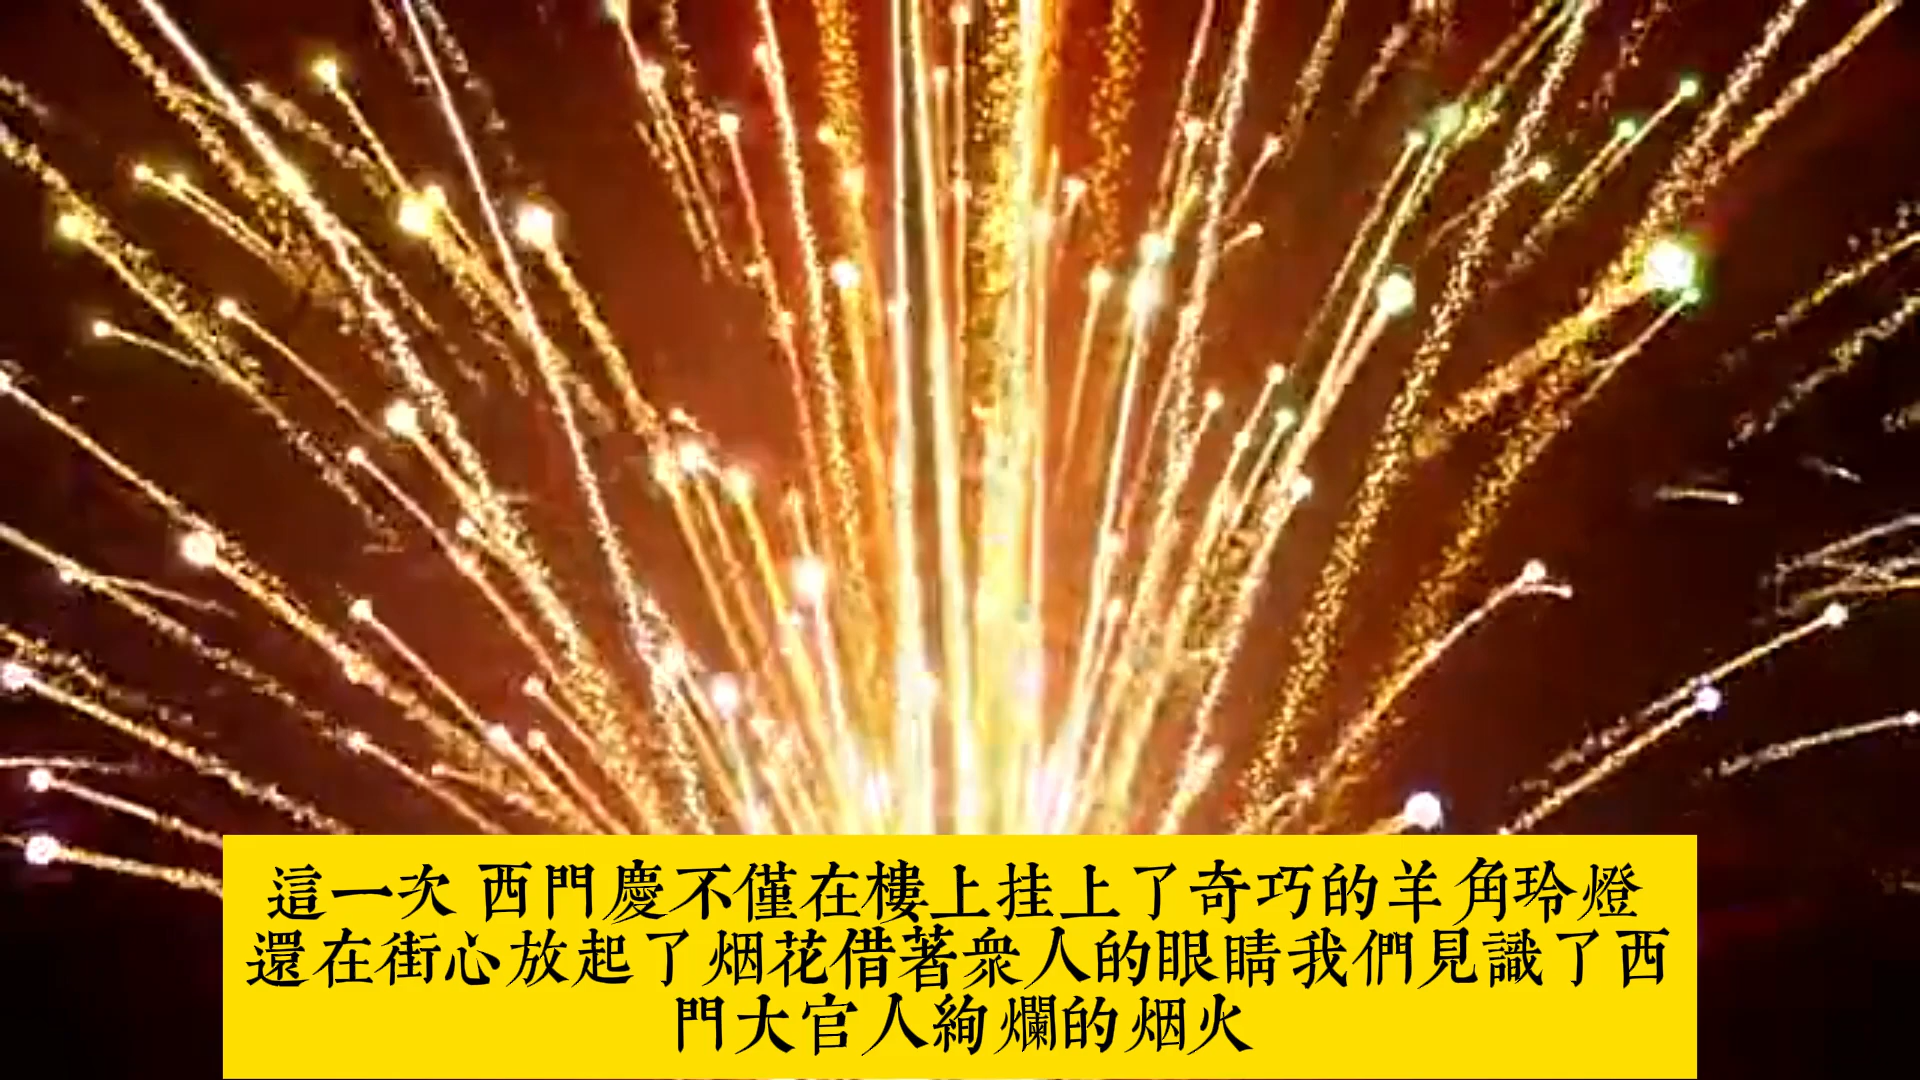 這一次 西門慶不僅在樓上挂上了奇巧的羊角玲燈
還在街心放起了烟花借著衆人的眼睛我們見識了西
門大官人絢爛的烟火